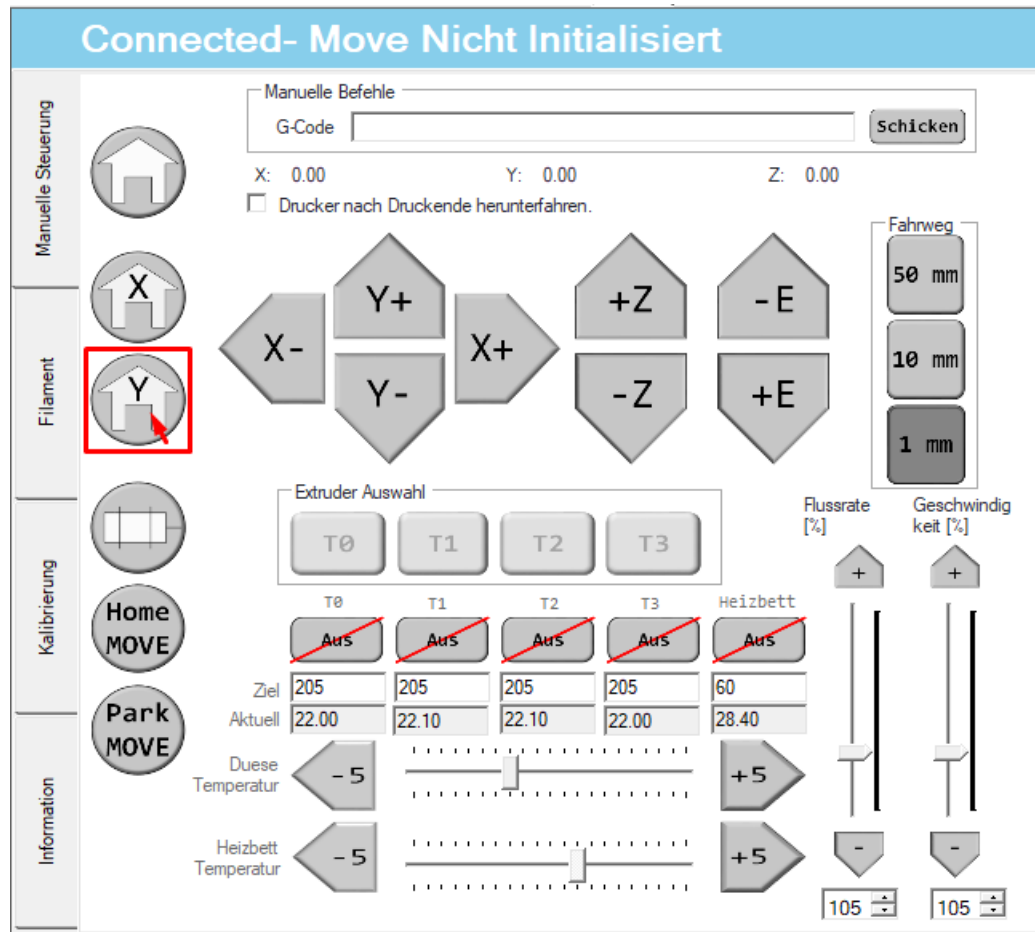 Connected- Move Nicht Initialisiert
Manuelle Steuerung
Filament
Kalibrierung
Information
Manuelle Befehle
G-Code
Schicken
X: 0.00 Y: 0.00 Z: 0.00
Drucker nach Druckende herunterfahren.
X
Y
Home
MOVE
Park
MOVE
X-
Y+
Y-
X+
+Z
-Z
-E
+E
Fahrweg
50 mm
10 mm
1 mm
Extruder Auswahl
T0 T1 T2 T3
T0 T1 T2 T3 Heizbett
Aus Aus Aus Aus Aus
Ziel 205 205 205 205 60
Aktuell 22.00 22.10 22.10 22.00 28.40
Duese
Temperatur
-5 +5
Heizbett
Temperatur
-5 +5
Flussrate
[%]
+
-
105
Geschwindig
keit [%]
+
-
105